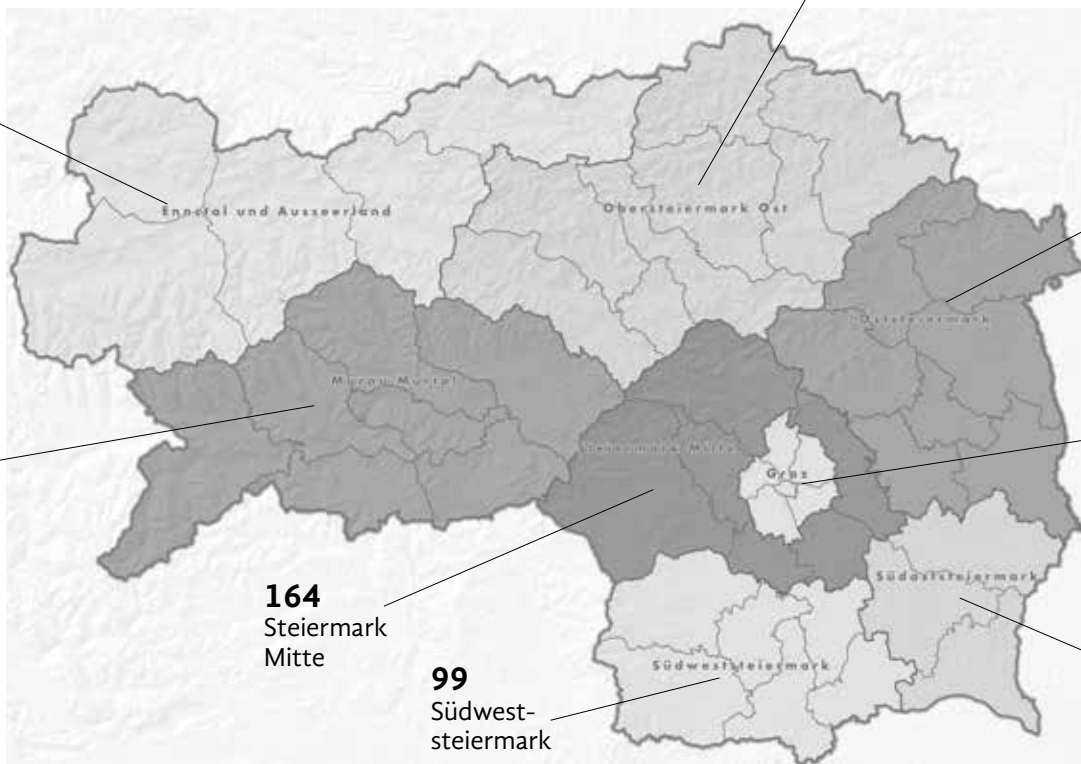 Ennstal und Ausseerland
Obersteiermark Ost
Oststeiermark
Murau Murtal
Steiermark Mitte
Graz
Südoststeiermark
Südweststeiermark
164
Steiermark
Mitte
99
Südwest-
steiermark